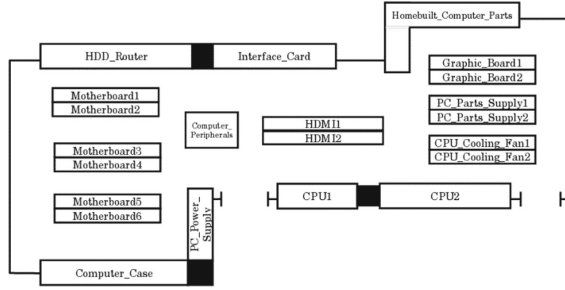 Homebuilt_Computer_Parts
HDD_Router
Interface_Card
Graphic_Board1
Graphic_Board2
Motherboard1
Motherboard2
PC_Parts_Supply1
PC_Parts_Supply2
Computer_
Peripherals
HDMI1
HDMI2
CPU_Cooling_Fan1
CPU_Cooling_Fan2
Motherboard3
Motherboard4
Motherboard5
Motherboard6
PC_Power_
Supply
CPU1
CPU2
Computer_Case